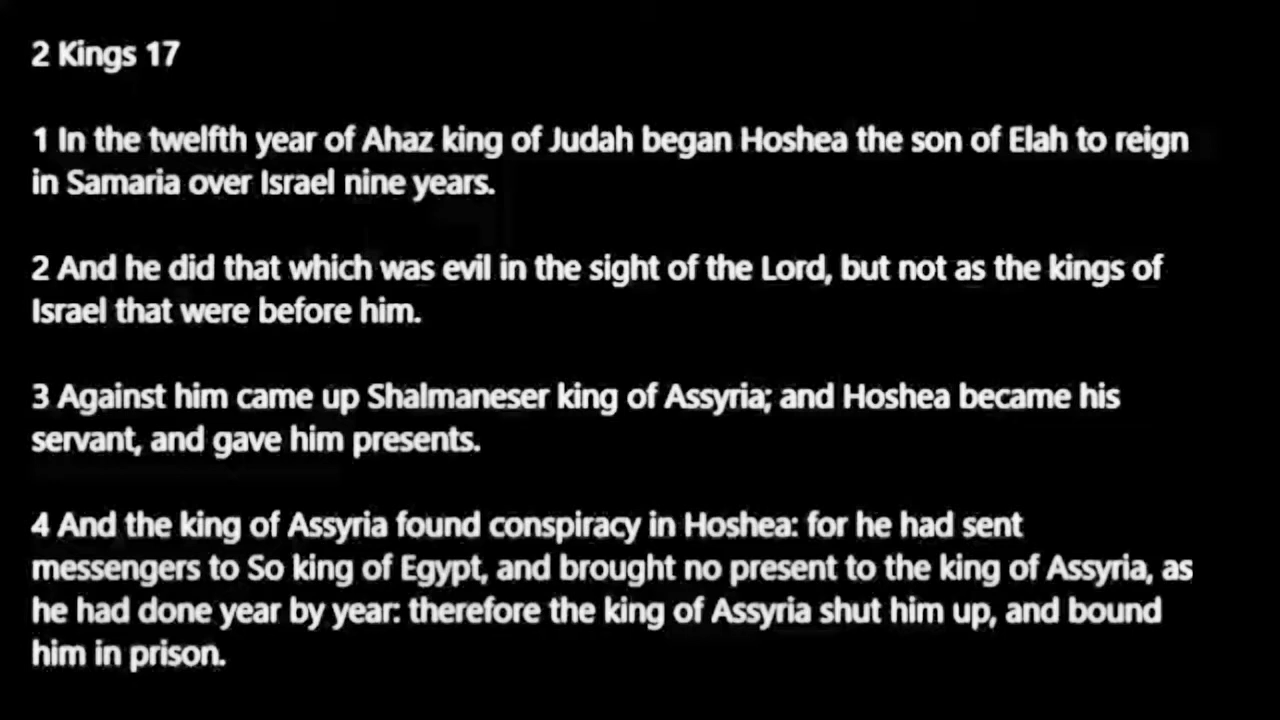 2 Kings 17
1 In the twelfth year of Ahaz king of Judah began Hoshea the son of Elah to reign
in Samaria over Israel nine years.
2 And he did that which was evil in the sight of the Lord, but not as the kings of
Israel that were before him.
3 Against him came up Shalmaneser king of Assyria; and Hoshea became his
servant, and gave him presents.
4 And the king of Assyria found conspiracy in Hoshea: for he had sent
messengers to So king of Egypt, and brought no present to the king of Assyria, as
he had done year by year: therefore the king of Assyria shut him up, and bound
him in prison.